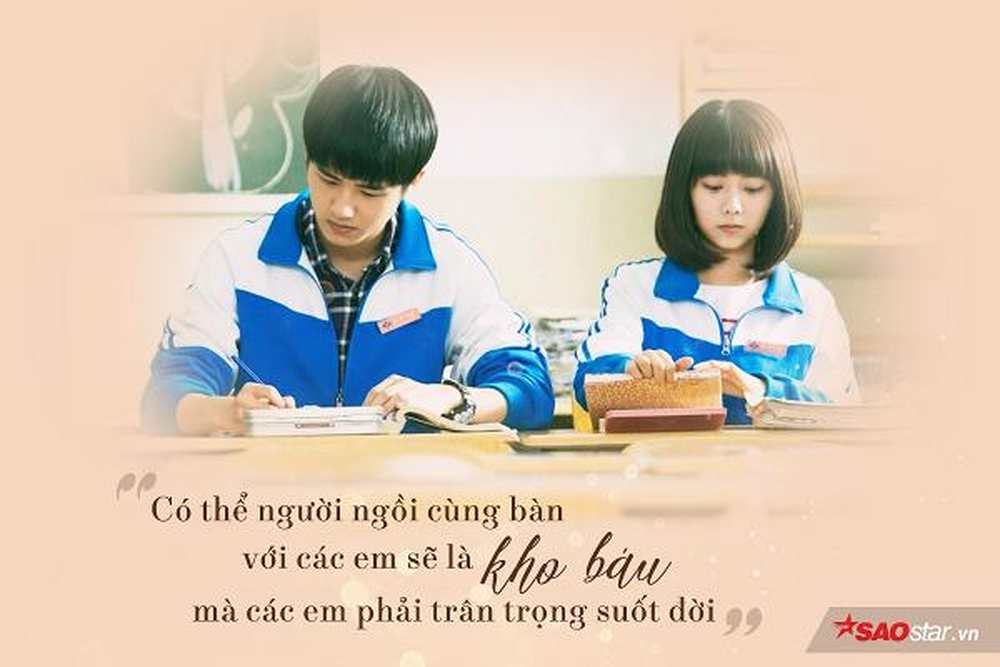 “Có thể người ngồi cùng bàn
với các em sẽ là kho báu
mà các em phải trân trọng suốt đời”
SAOstar.vn